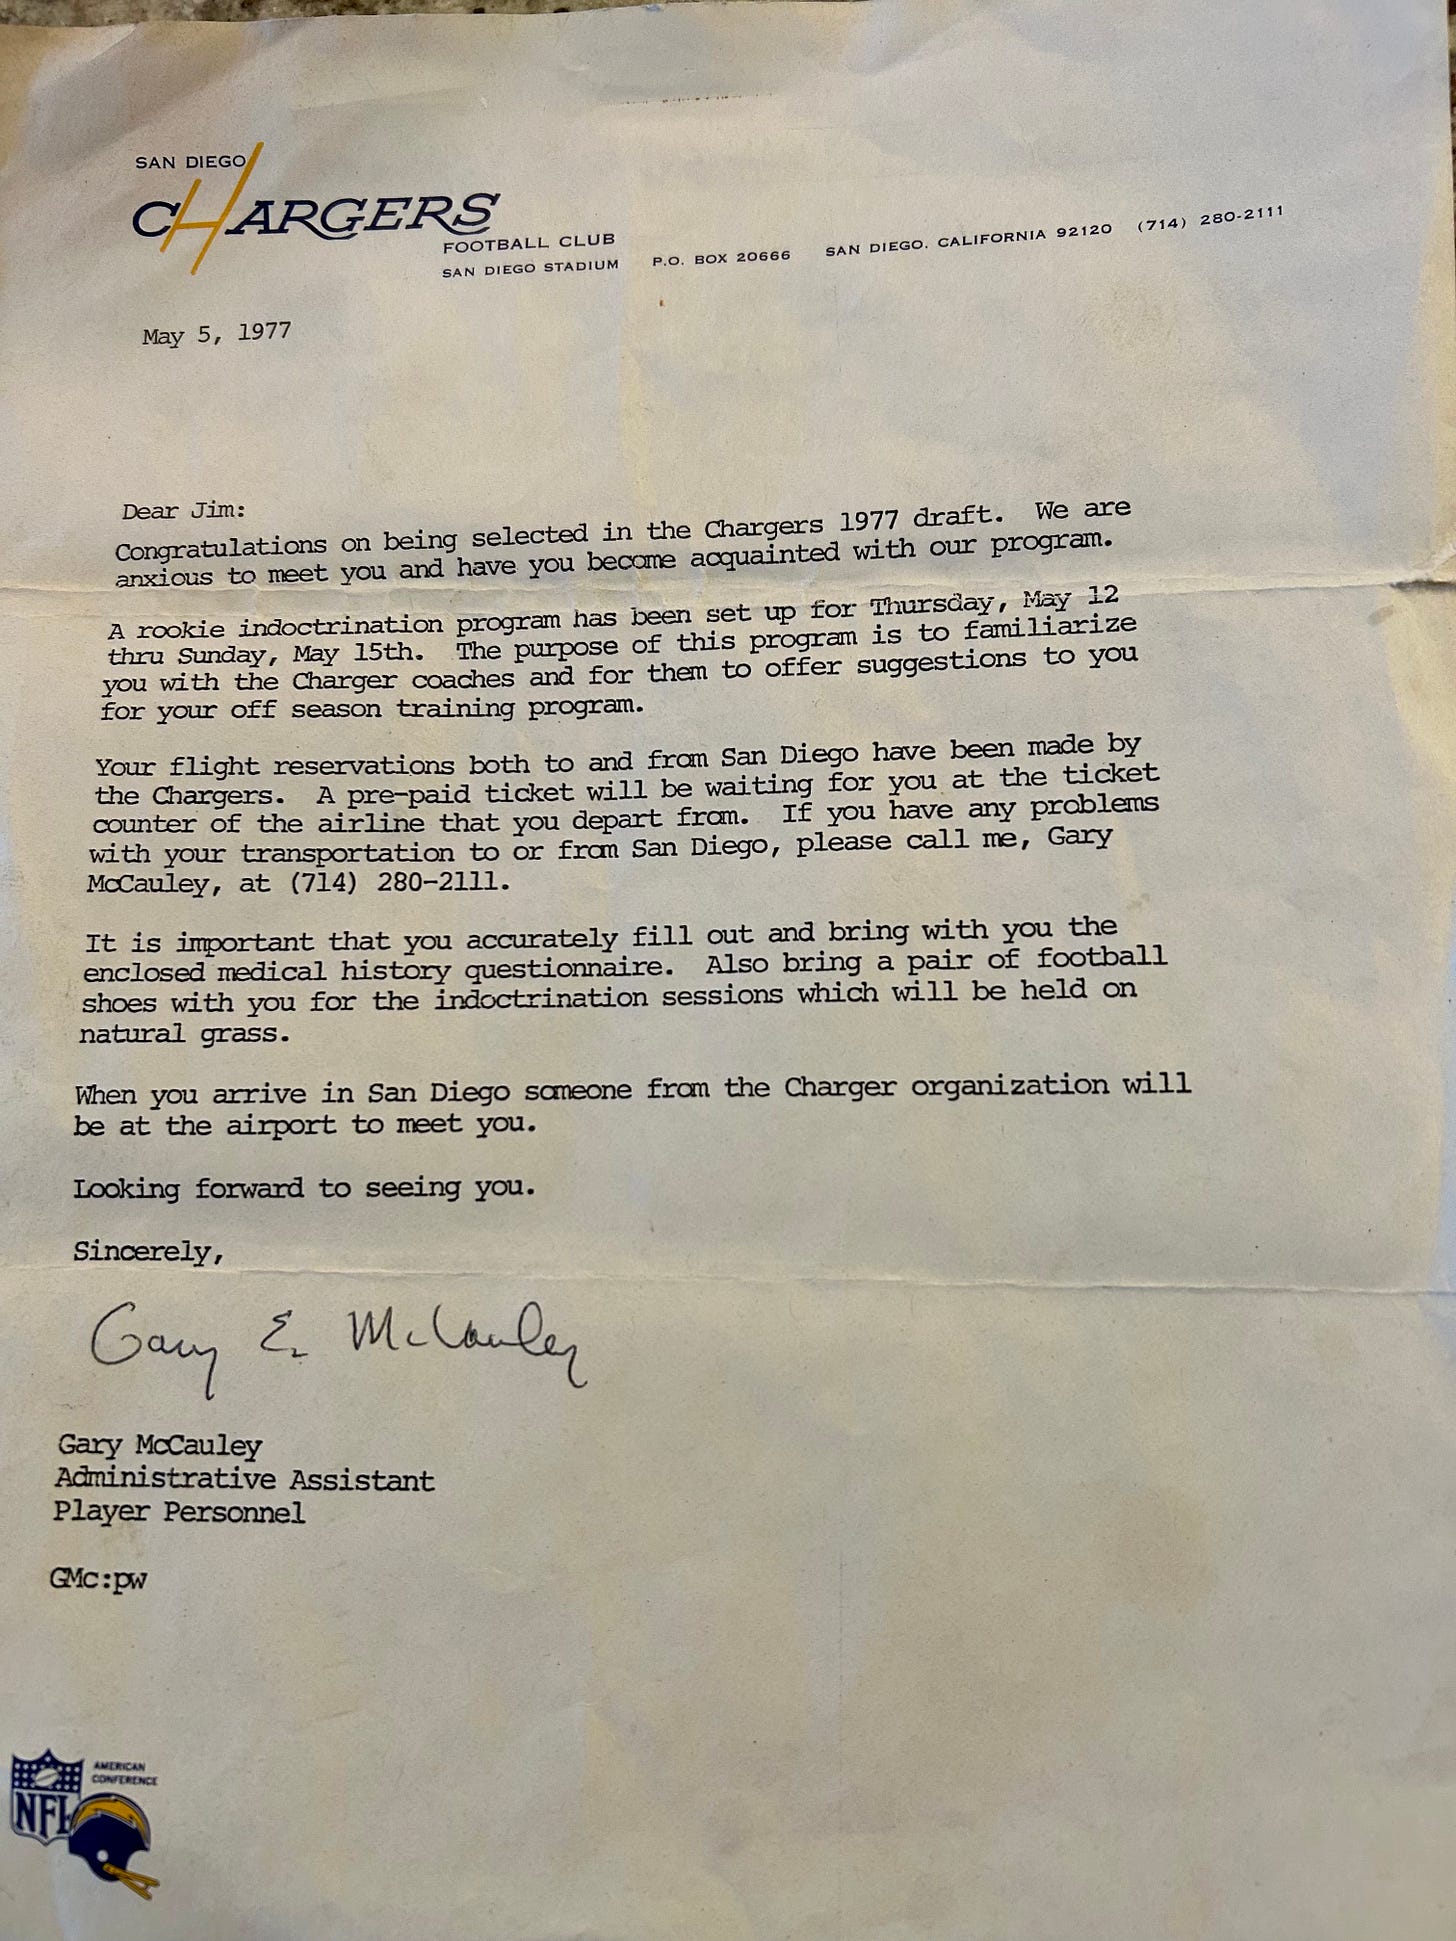 SAN DIEGO
CHARGERS
FOOTBALL CLUB
SAN DIEGO STADIUM P.O. BOX 20666 SAN DIEGO, CALIFORNIA 92120 (714) 280-2111
May 5, 1977
Dear Jim:
Congratulations on being selected in the Chargers 1977 draft. We are
anxious to meet you and have you become acquainted with our program.
A rookie indoctrination program has been set up for Thursday, May 12
thru Sunday, May 15th. The purpose of this program is to familiarize
you with the Charger coaches and for them to offer suggestions to you
for your off season training program.
Your flight reservations both to and from San Diego have been made by
the Chargers. A pre-paid ticket will be waiting for you at the ticket
counter of the airline that you depart from. If you have any problems
with your transportation to or from San Diego, please call me, Gary
McCauley, at (714) 280-2111.
It is important that you accurately fill out and bring with you the
enclosed medical history questionnaire. Also bring a pair of football
shoes with you for the indoctrination sessions which will be held on
natural grass.
When you arrive in San Diego someone from the Charger organization will
be at the airport to meet you.
Looking forward to seeing you.
Sincerely,
Gary E. McCauley
Gary McCauley
Administrative Assistant
Player Personnel
GMc:pw
AMERICAN
CONFERENCE
NFL